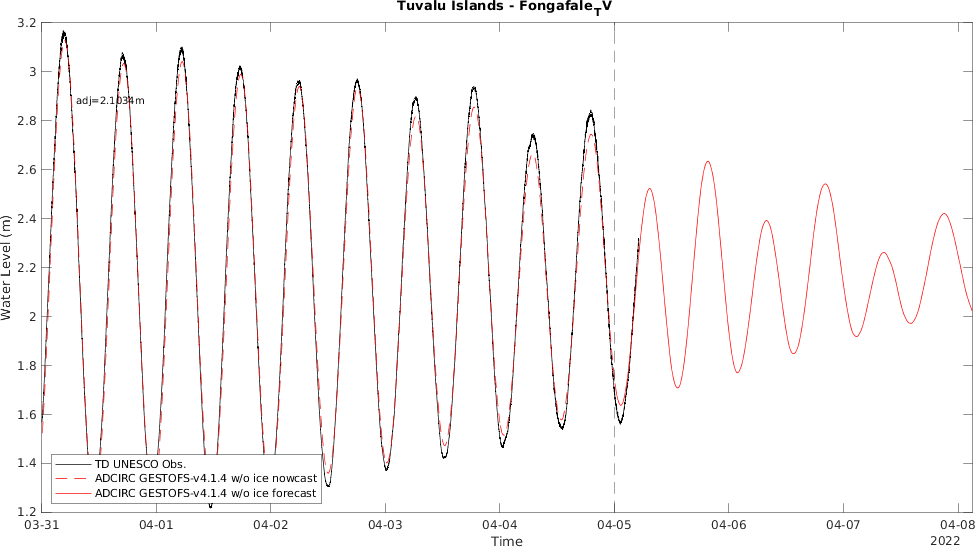 Tuvalu Islands - Fongafale_TV
Water Level (m)
3.2
3
2.8
2.6
2.4
2.2
2
1.8
1.6
1.4
1.2
adj=2.1034m
TD UNESCO Obs.
ADCIRC GESTOFS-v4.1.4 w/o ice nowcast
ADCIRC GESTOFS-v4.1.4 w/o ice forecast
03-31 04-01 04-02 04-03 04-04 04-05 04-06 04-07 04-08
Time
2022